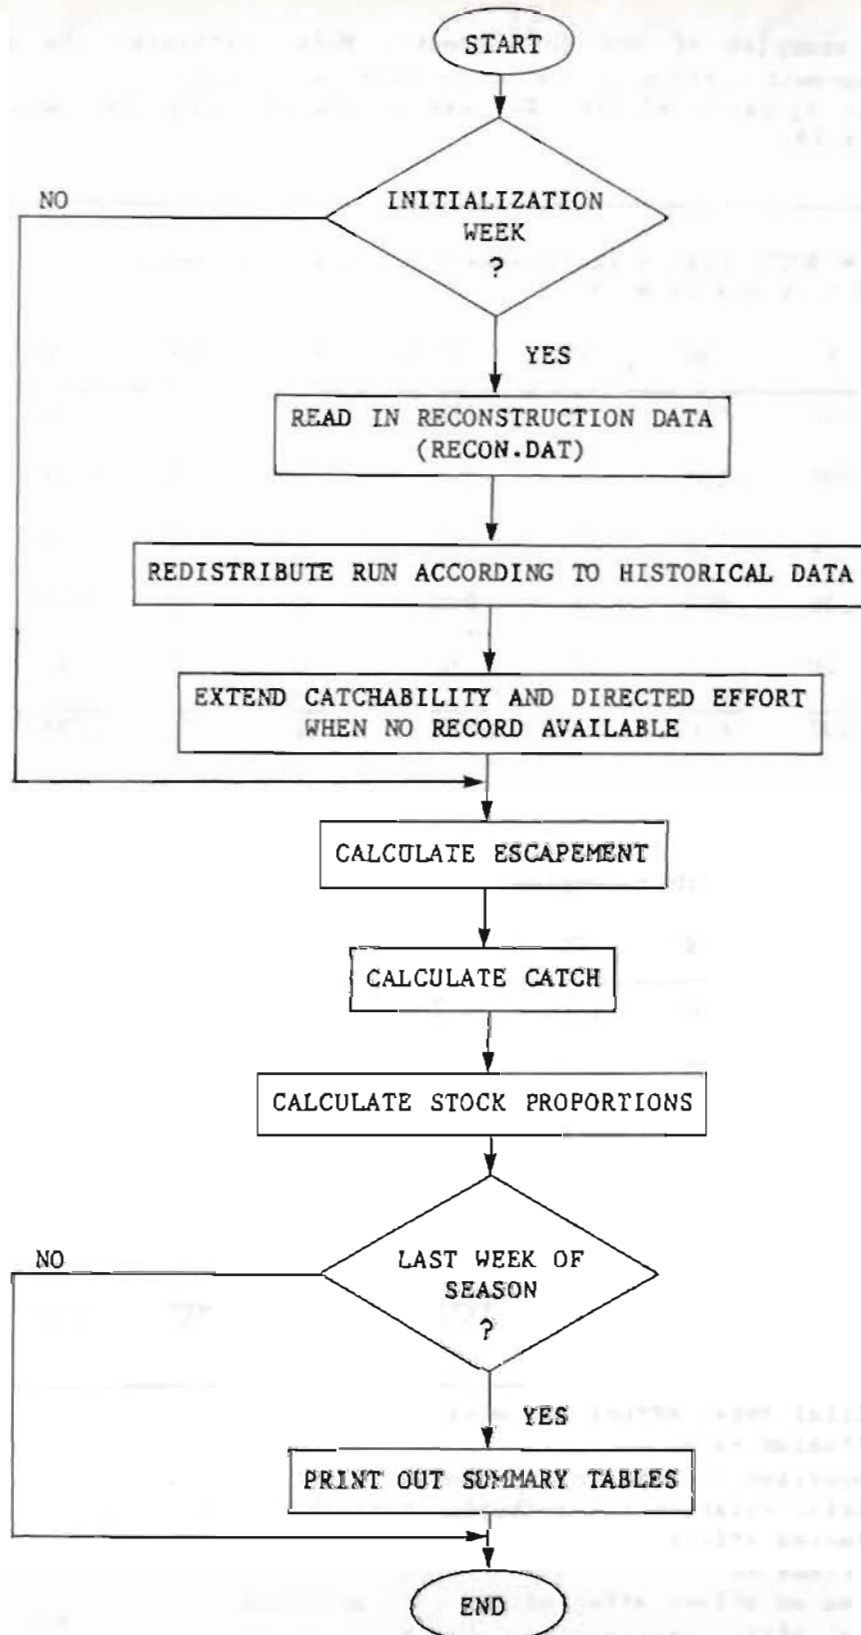 START
INITIALIZATION
WEEK
?
NO
YES
READ IN RECONSTRUCTION DATA
(RECON.DAT)
REDISTRIBUTE RUN ACCORDING TO HISTORICAL DATA
EXTEND CATCHABILITY AND DIRECTED EFFORT
WHEN NO RECORD AVAILABLE
CALCULATE ESCAPEMENT
CALCULATE CATCH
CALCULATE STOCK PROPORTIONS
NO
LAST WEEK OF
SEASON
?
YES
PRINT OUT SUMMARY TABLES
END